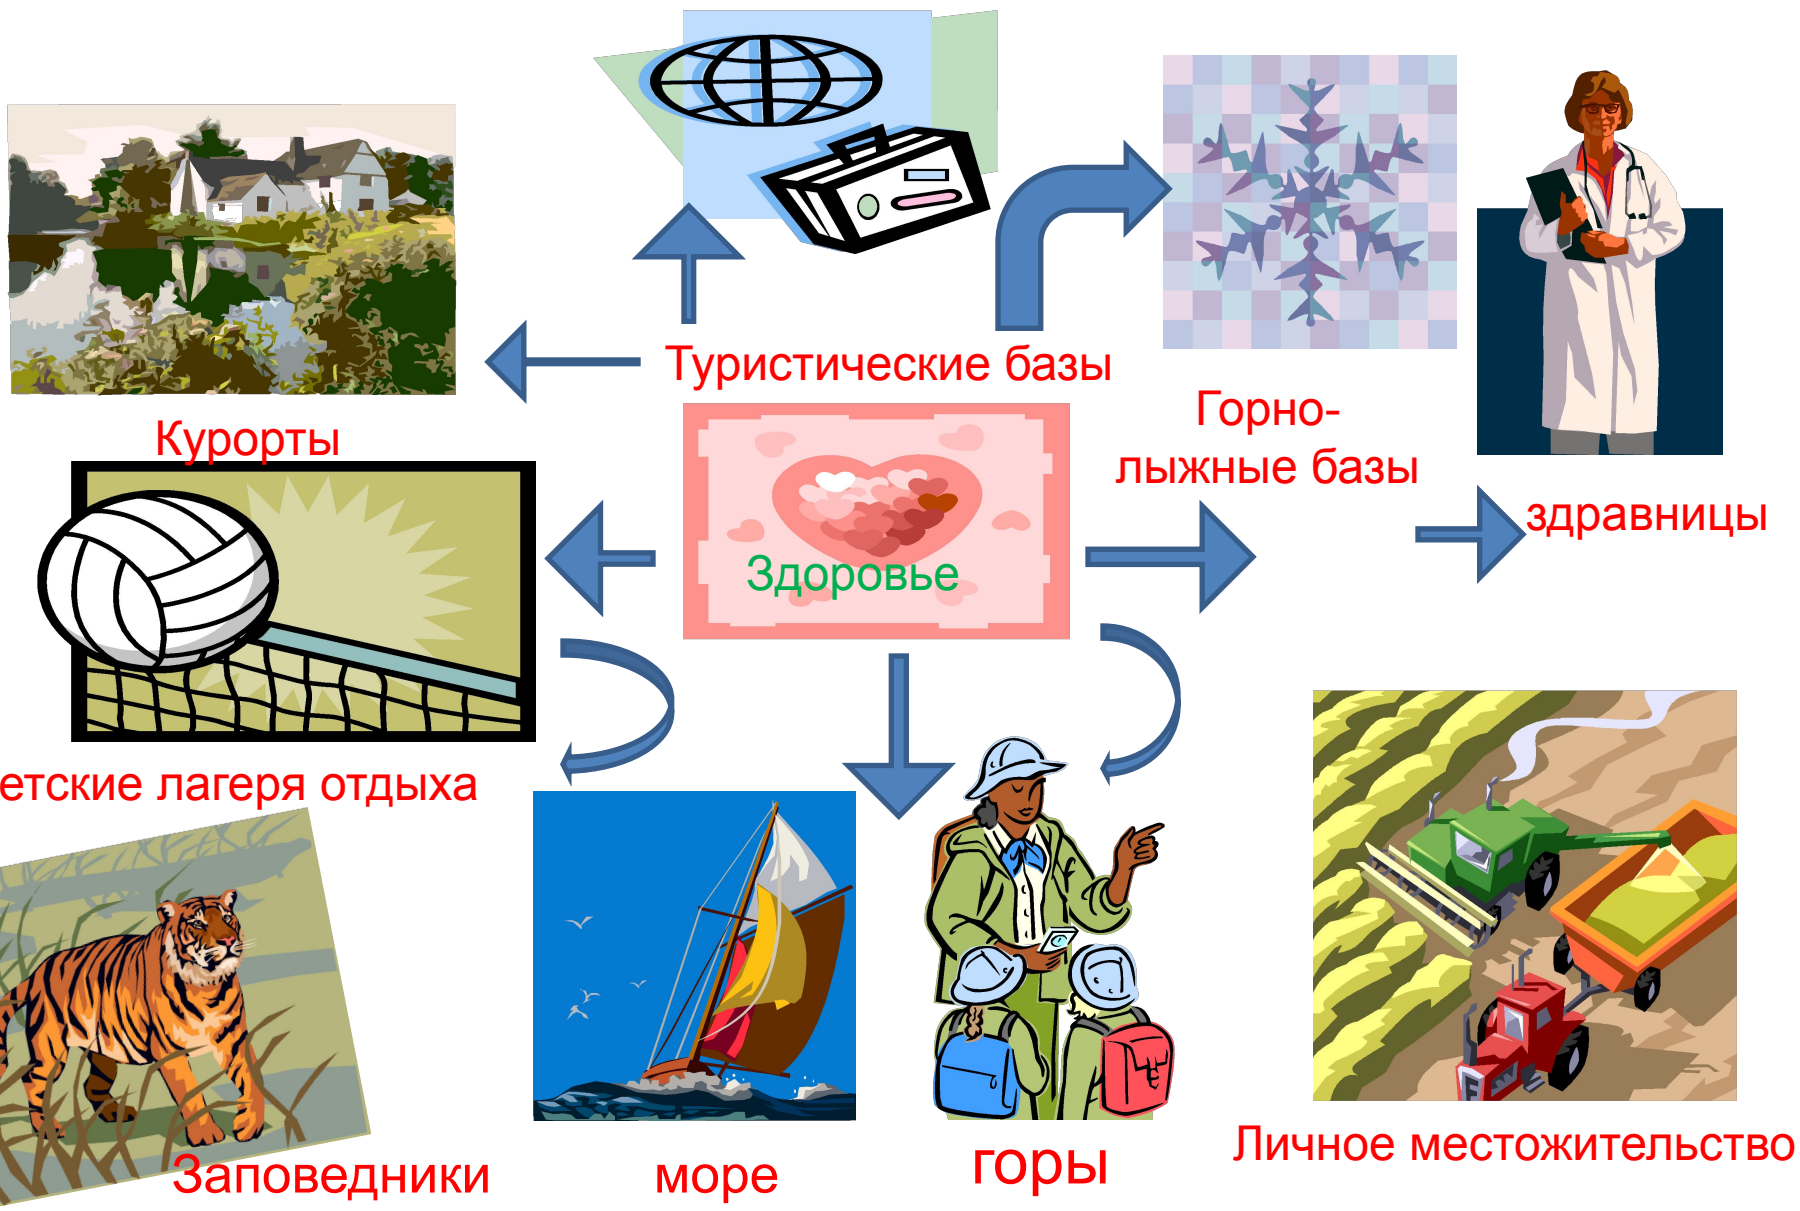 Туристические базы
Горно-
лыжные базы
Курорты
здравницы
Здоровье
етские лагеря отдыха
Личное местожительство
Заповедники
море
горы